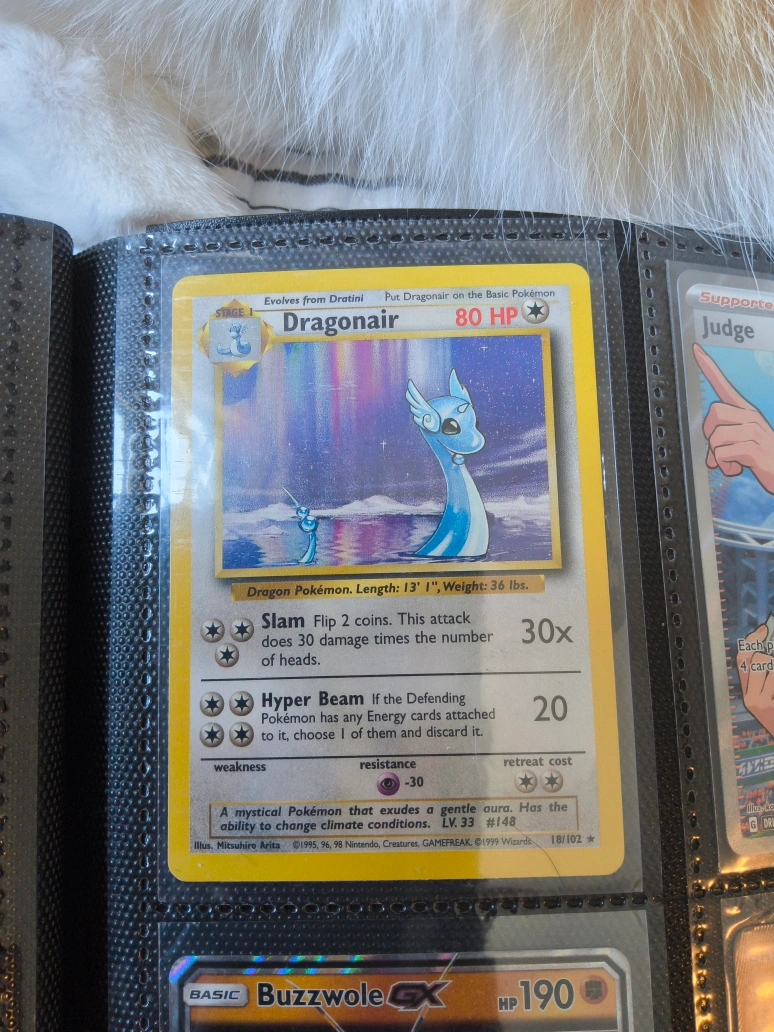 Evolves from Dratini
Put Dragonair on the Basic Pokémon
STAGE 1
Dragonair
80 HP
Dragon Pokémon. Length: 13' 1", Weight: 36 lbs.
Slam Flip 2 coins. This attack
does 30 damage times the number
of heads.
30x
Hyper Beam If the Defending
Pokémon has any Energy cards attached
to it, choose 1 of them and discard it.
20
weakness
resistance
retreat cost
-30
A mystical Pokémon that exudes a gentle aura. Has the
ability to change climate conditions. LV. 33 #148
Illus. Mitsuhiro Arita ©1995, 96, 98 Nintendo, Creatures, GAMEFREAK. ©1999 Wizards. 18/102
Supporte
Judge
Each p
4 card
G
BASIC
Buzzwole GX
HP 190